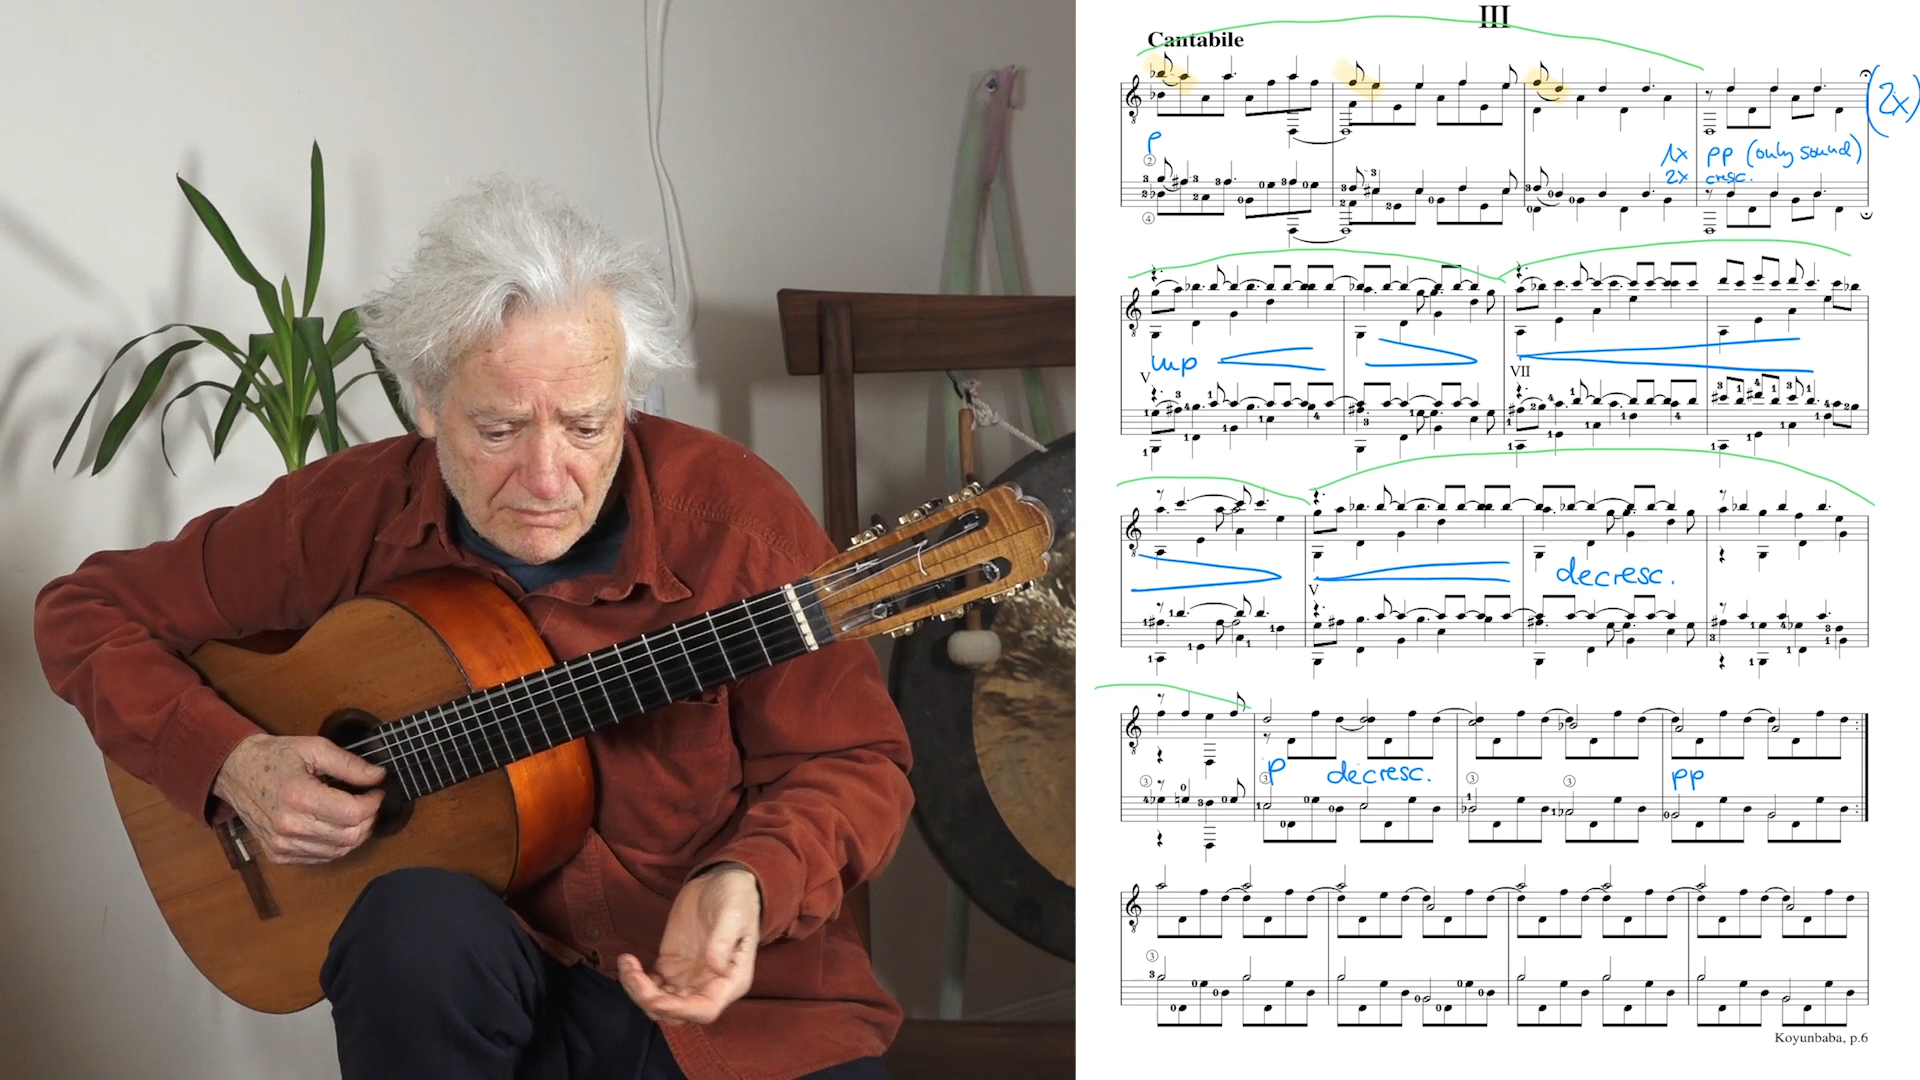 III
Cantabile
(2x)
p
1x pp (only sound)
2x cresc.
mp
V
VII
decresc.
V
p decresc. pp
Koyunbaba, p.6